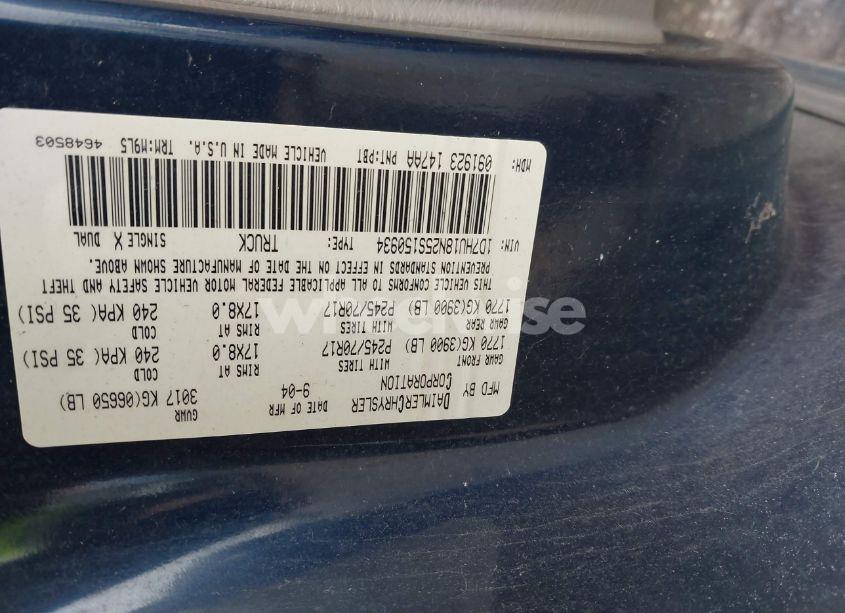 MFD BY DAIMLERCHRYSLER CORPORATION DATE OF MFR 9-04 GVWR 3017 KG(06650 LB)
GAWR FRONT WITH TIRES RIMS AT COLD
1770 KG(3900 LB) P245/70R17 17X8.0 240 KPA(35 PSI)
GAWR REAR WITH TIRES RIMS AT COLD
1770 KG(3900 LB) P245/70R17 17X8.0 240 KPA(35 PSI)
THIS VEHICLE CONFORMS TO ALL APPLICABLE FEDERAL MOTOR VEHICLE SAFETY AND THEFT
PREVENTION STANDARDS IN EFFECT ON THE DATE OF MANUFACTURE SHOWN ABOVE.
VIN: 1D7HU18N25S150934 TYPE: TRUCK SINGLE X DUAL
MDH: 091923 147AA PNT:PBT VEHICLE MADE IN U.S.A. TRM:M9L5 4648503